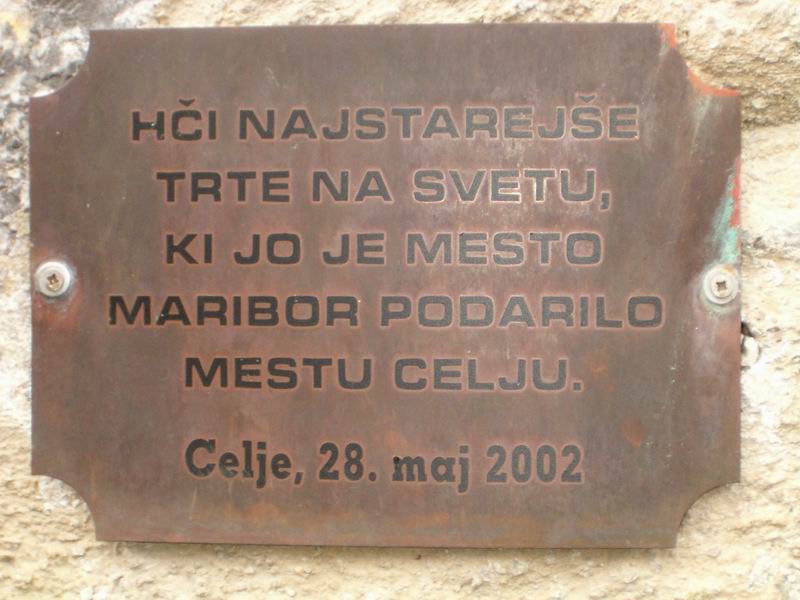 HČI NAJSTAREJŠE
TRTE NA SVETU,
KI JO JE MESTO
MARIBOR PODARILO
MESTU CELJU.
Celje, 28. maj 2002